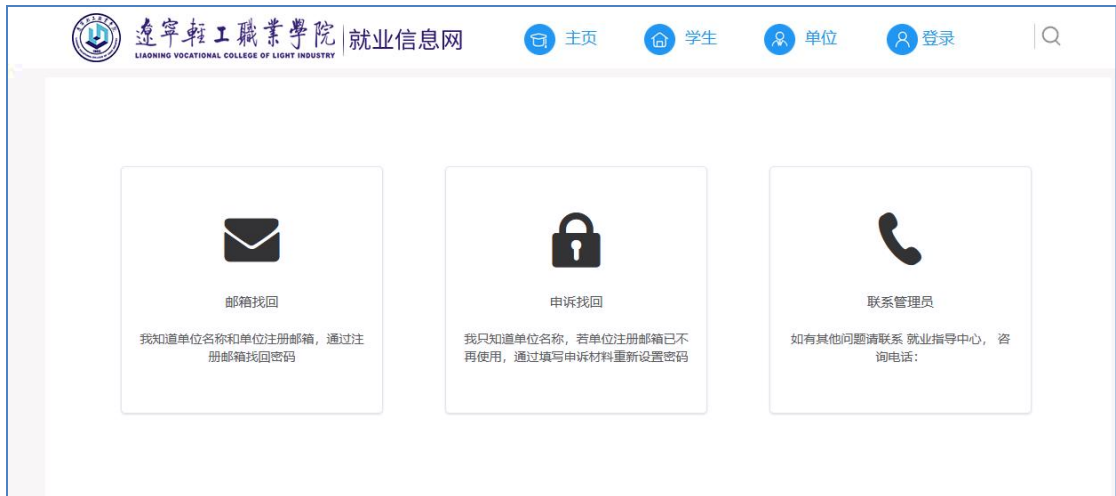 遼寧輕工職業學院
LIAONING VOCATIONAL COLLEGE OF LIGHT INDUSTRY
就业信息网
主页
学生
单位
登录
邮箱找回
我知道单位名称和单位注册邮箱，通过注
册邮箱找回密码
申诉找回
我只知道单位名称，若单位注册邮箱已不
再使用，通过填写申诉材料重新设置密码
联系管理员
如有其他问题请联系 就业指导中心， 咨
询电话：